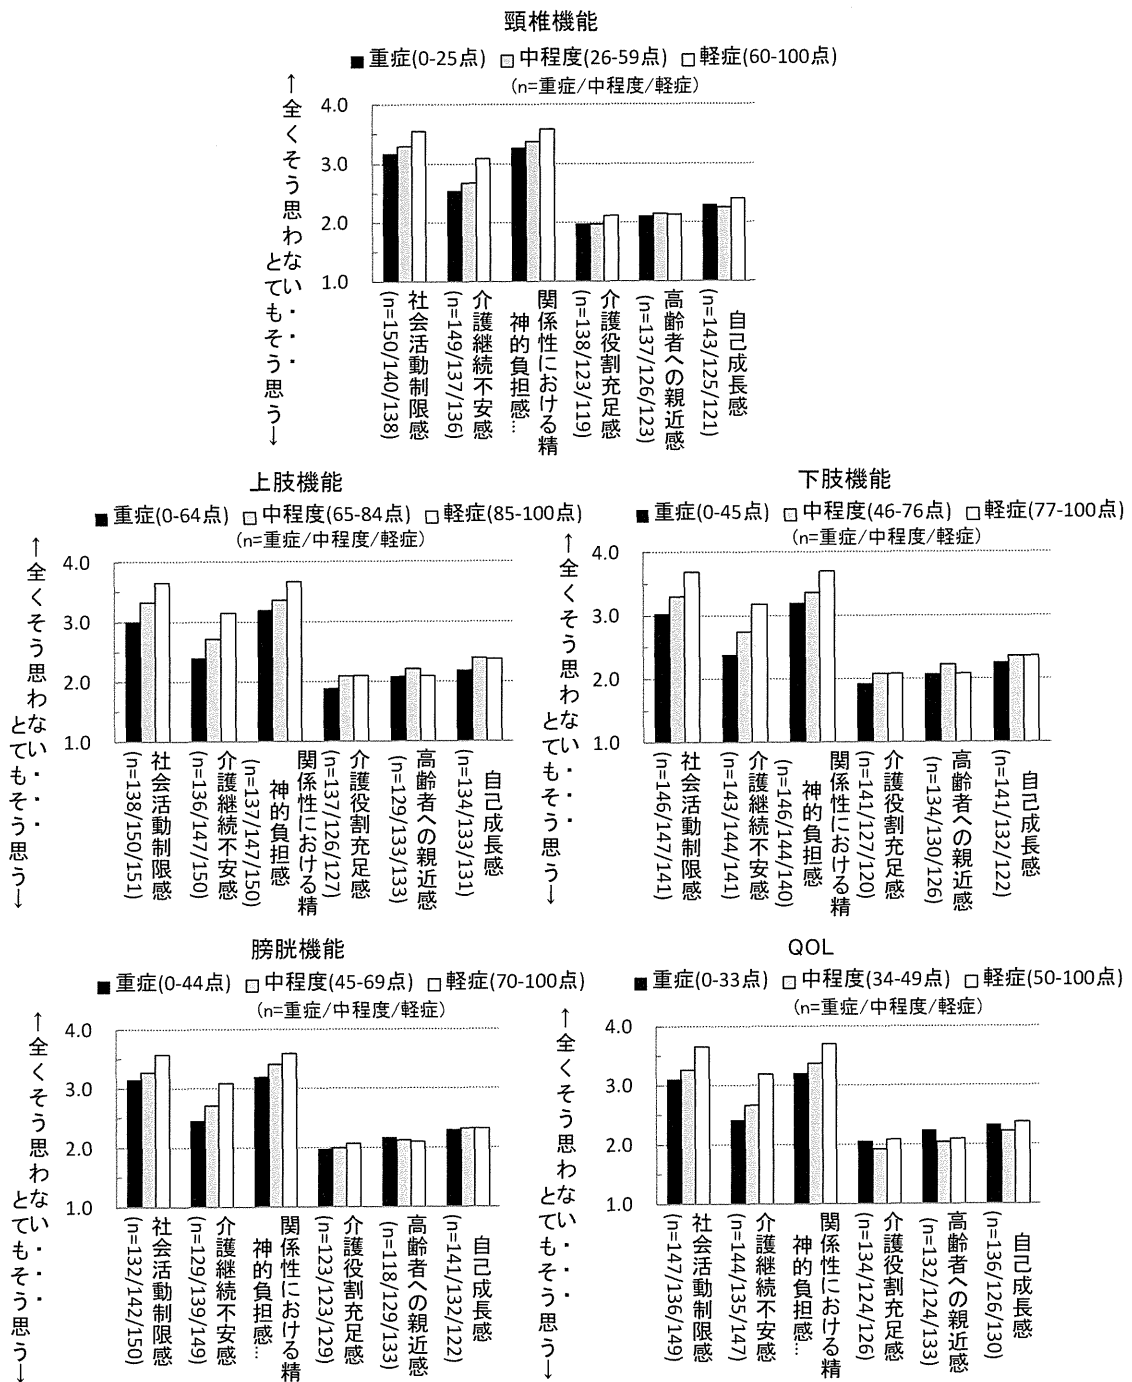 頸椎機能
■ 重症(0-25点) □ 中程度(26-59点) □ 軽症(60-100点)
(n=重症/中程度/軽症)
↑全くそう思わない・・・・
とてもそう思う↓
4.0
3.0
2.0
1.0
社会活動制限感
(n=150/140/138)
介護継続不安感
(n=149/137/136)
関係性における精
神的負担感…
介護役割充足感
(n=138/123/119)
高齢者への親近感
(n=137/126/123)
自己成長感
(n=143/125/121)
上肢機能
■ 重症(0-64点) □ 中程度(65-84点) □ 軽症(85-100点)
(n=重症/中程度/軽症)
↑全くそう思わない・・・・
とてもそう思う↓
4.0
3.0
2.0
1.0
社会活動制限感
(n=138/150/151)
介護継続不安感
(n=136/147/150)
関係性における精
神的負担感
(n=137/147/150)
介護役割充足感
(n=137/126/127)
高齢者への親近感
(n=129/133/133)
自己成長感
(n=134/133/131)
下肢機能
■ 重症(0-45点) □ 中程度(46-76点) □ 軽症(77-100点)
(n=重症/中程度/軽症)
↑全くそう思わない・・・・
とてもそう思う↓
4.0
3.0
2.0
1.0
社会活動制限感
(n=146/147/141)
介護継続不安感
(n=143/144/141)
関係性における精
神的負担感
(n=146/144/140)
介護役割充足感
(n=141/127/120)
高齢者への親近感
(n=134/130/126)
自己成長感
(n=141/132/122)
膀胱機能
■ 重症(0-44点) □ 中程度(45-69点) □ 軽症(70-100点)
(n=重症/中程度/軽症)
↑全くそう思わない・・・・
とてもそう思う↓
4.0
3.0
2.0
1.0
社会活動制限感
(n=132/142/150)
介護継続不安感
(n=129/139/149)
関係性における精
神的負担感…
介護役割充足感
(n=123/123/129)
高齢者への親近感
(n=118/129/133)
自己成長感
(n=141/132/122)
QOL
■ 重症(0-33点) □ 中程度(34-49点) □ 軽症(50-100点)
(n=重症/中程度/軽症)
↑全くそう思わない・・・・
とてもそう思う↓
4.0
3.0
2.0
1.0
社会活動制限感
(n=147/136/149)
介護継続不安感
(n=144/135/147)
関係性における精
神的負担感…
介護役割充足感
(n=134/124/126)
高齢者への親近感
(n=132/124/133)
自己成長感
(n=136/126/130)